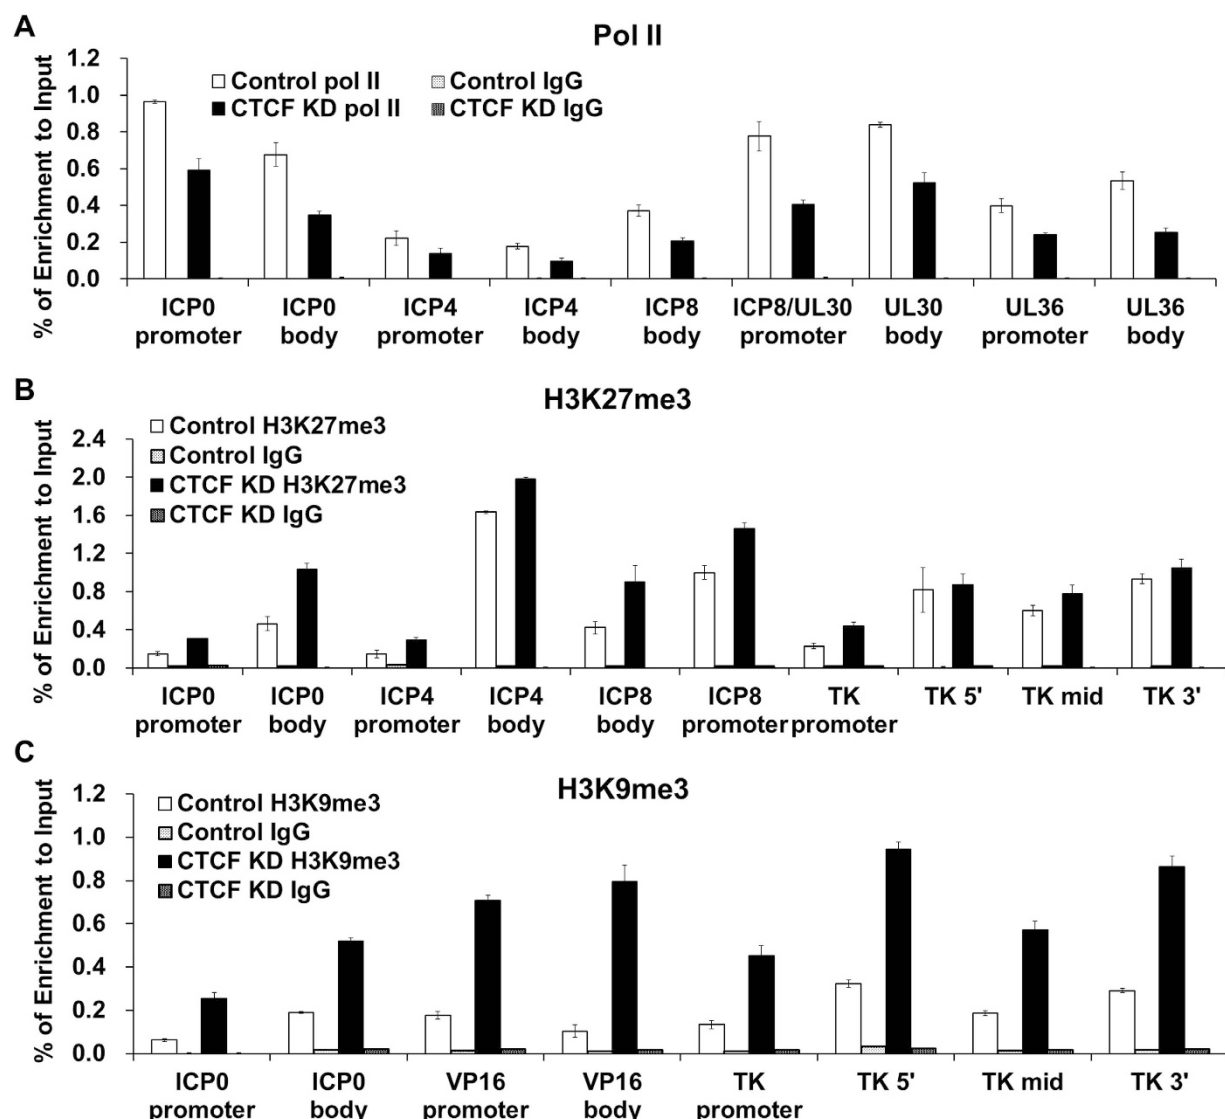 A
Pol II
% of Enrichment to Input
1.2
1.0
0.8
0.6
0.4
0.2
0.0
Control pol II
Control IgG
CTCF KD pol II
CTCF KD IgG
ICP0 promoter
ICP0 body
ICP4 promoter
ICP4 body
ICP8 body
ICP8/UL30 promoter
UL30 body
UL36 promoter
UL36 body
B
H3K27me3
% of Enrichment to Input
2.4
2.0
1.6
1.2
0.8
0.4
0.0
Control H3K27me3
Control IgG
CTCF KD H3K27me3
CTCF KD IgG
ICP0 promoter
ICP0 body
ICP4 promoter
ICP4 body
ICP8 body
ICP8 promoter
TK promoter
TK 5'
TK mid
TK 3'
C
H3K9me3
% of Enrichment to Input
1.2
1.0
0.8
0.6
0.4
0.2
0.0
Control H3K9me3
Control IgG
CTCF KD H3K9me3
CTCF KD IgG
ICP0 promoter
ICP0 body
VP16 promoter
VP16 body
TK promoter
TK 5'
TK mid
TK 3'